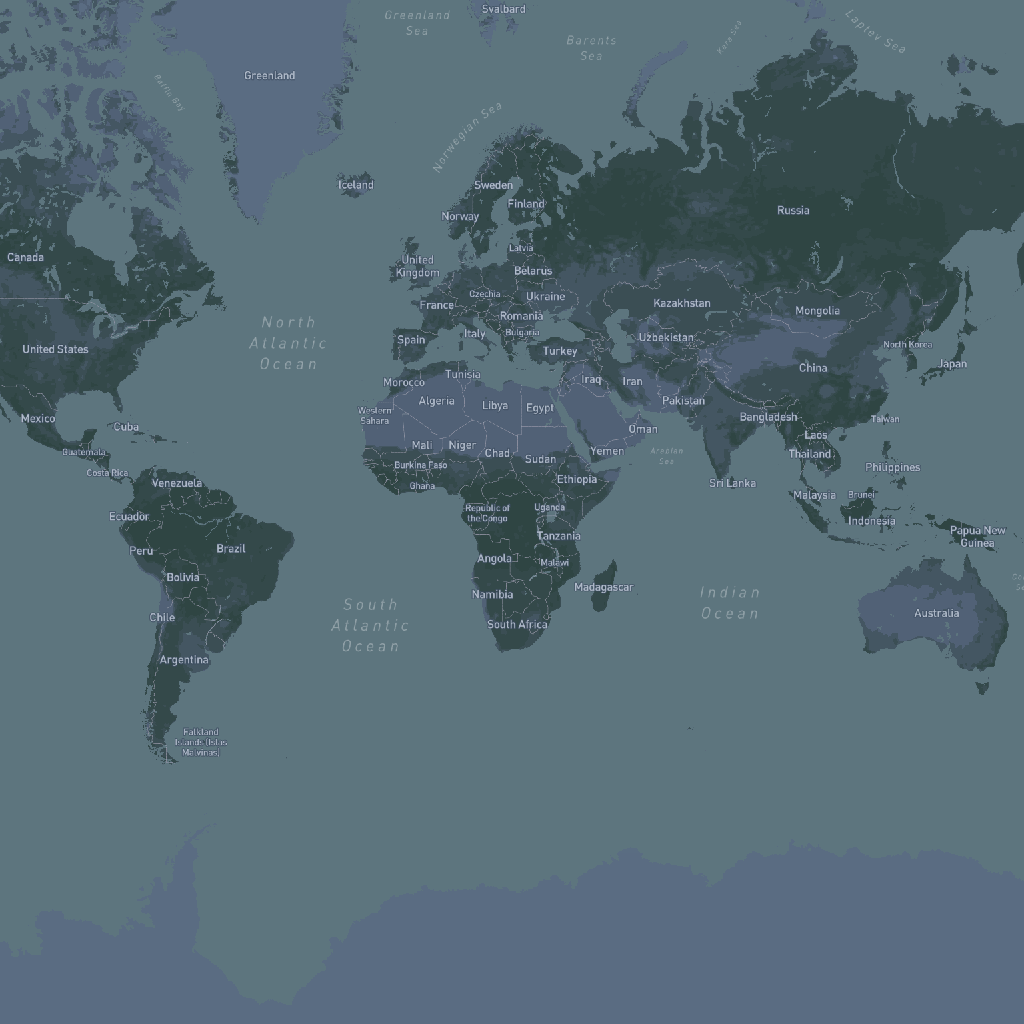 Svalbard
Greenland
Sea
Laptev Sea
Kara Sea
Barents
Sea
Greenland
Baffin Bay
Norwegian Sea
Iceland
Sweden
Finland
Norway
Russia
Latvia
Canada
United
Kingdom
Belarus
Czechia
Ukraine
France
Kazakhstan
Mongolia
Romania
North
Atlantic
Ocean
Italy
Bulgaria
Spain
Uzbekistan
North Korea
United States
Turkey
Japan
China
Tunisia
Morocco
Iraq
Iran
Algeria
Libya
Egypt
Pakistan
Western
Sahara
Mexico
Cuba
Bangladesh
Taiwan
Oman
Laos
Mali
Niger
Chad
Sudan
Yemen
Arabian
Sea
Guatemala
Thailand
Burkina Faso
Philippines
Costa Rica
Venezuela
Ghana
Ethiopia
Sri Lanka
Malaysia
Brunei
Ecuador
Republic of
the Congo
Uganda
Indonesia
Papua New
Guinea
Tanzania
Peru
Brazil
Angola
Malawi
Bolivia
Madagascar
Namibia
Indian
Ocean
Chile
South
Atlantic
Ocean
South Africa
Australia
Argentina
Falkland
Islands(Islas
Malvinas)